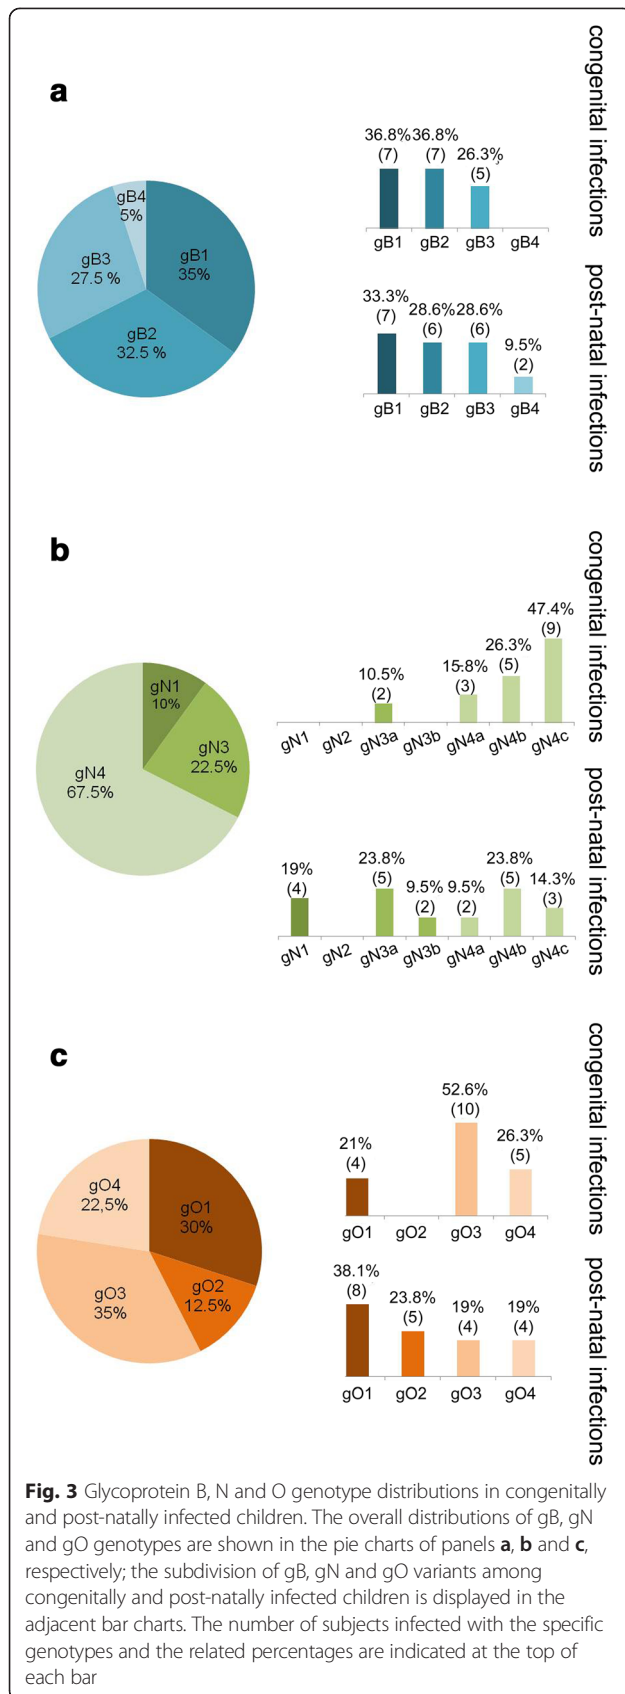 a
gB4
5%
gB3
27.5 %
gB1
35%
gB2
32.5 %
congenital infections
36.8% 36.8%
(7) (7) 26.3%
(5)
gB1 gB2 gB3 gB4
post-natal infections
33.3%
(7) 28.6% 28.6%
(6) (6) 9.5%
(2)
gB1 gB2 gB3 gB4
b
gN1
10%
gN3
22.5%
gN4
67.5%
congenital infections
47.4%
(9)
26.3%
(5)
15.8%
(3)
10.5%
(2)
gN1 gN2 gN3a gN3b gN4a gN4b gN4c
post-natal infections
19% 23.8% 9.5% 9.5% 23.8% 14.3%
(4) (5) (2) (2) (5) (3)
gN1 gN2 gN3a gN3b gN4a gN4b gN4c
c
gO4
22,5%
gO1
30%
gO2
12.5%
gO3
35%
congenital infections
52.6%
(10)
21% 26.3%
(4) (5)
gO1 gO2 gO3 gO4
post-natal infections
38.1%
(8) 23.8% 19% 19%
(5) (4) (4)
gO1 gO2 gO3 gO4
Fig. 3 Glycoprotein B, N and O genotype distributions in congenitally
and post-natally infected children. The overall distributions of gB, gN
and gO genotypes are shown in the pie charts of panels a, b and c,
respectively; the subdivision of gB, gN and gO variants among
congenitally and post-natally infected children is displayed in the
adjacent bar charts. The number of subjects infected with the specific
genotypes and the related percentages are indicated at the top of
each bar